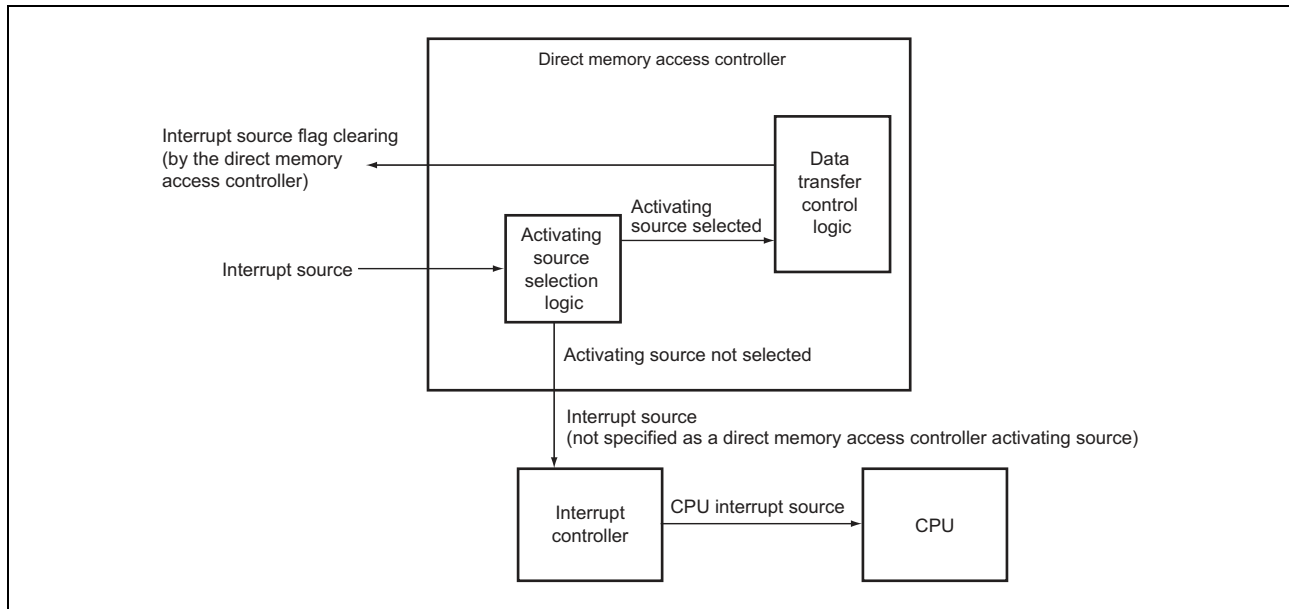 Direct memory access controller
Interrupt source flag clearing
(by the direct memory
access controller)
Data
transfer
control
logic
Activating
source selected
Activating
source
selection
logic
Interrupt source
Activating source not selected
Interrupt source
(not specified as a direct memory access controller activating source)
Interrupt
controller
CPU interrupt source
CPU